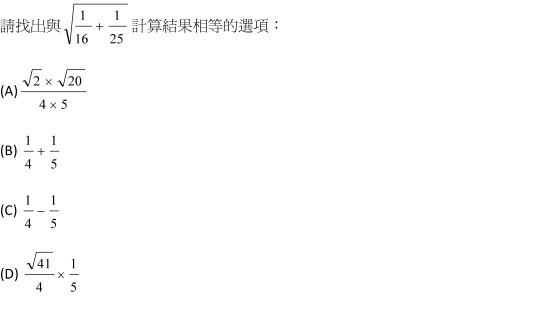 請找出與 $\sqrt{\frac{1}{16}+\frac{1}{25}}$ 計算結果相等的選項：
(A) $\frac{\sqrt{2}\times\sqrt{20}}{4\times5}$
(B) $\frac{1}{4}+\frac{1}{5}$
(C) $\frac{1}{4}-\frac{1}{5}$
(D) $\frac{\sqrt{41}}{4}\times\frac{1}{5}$